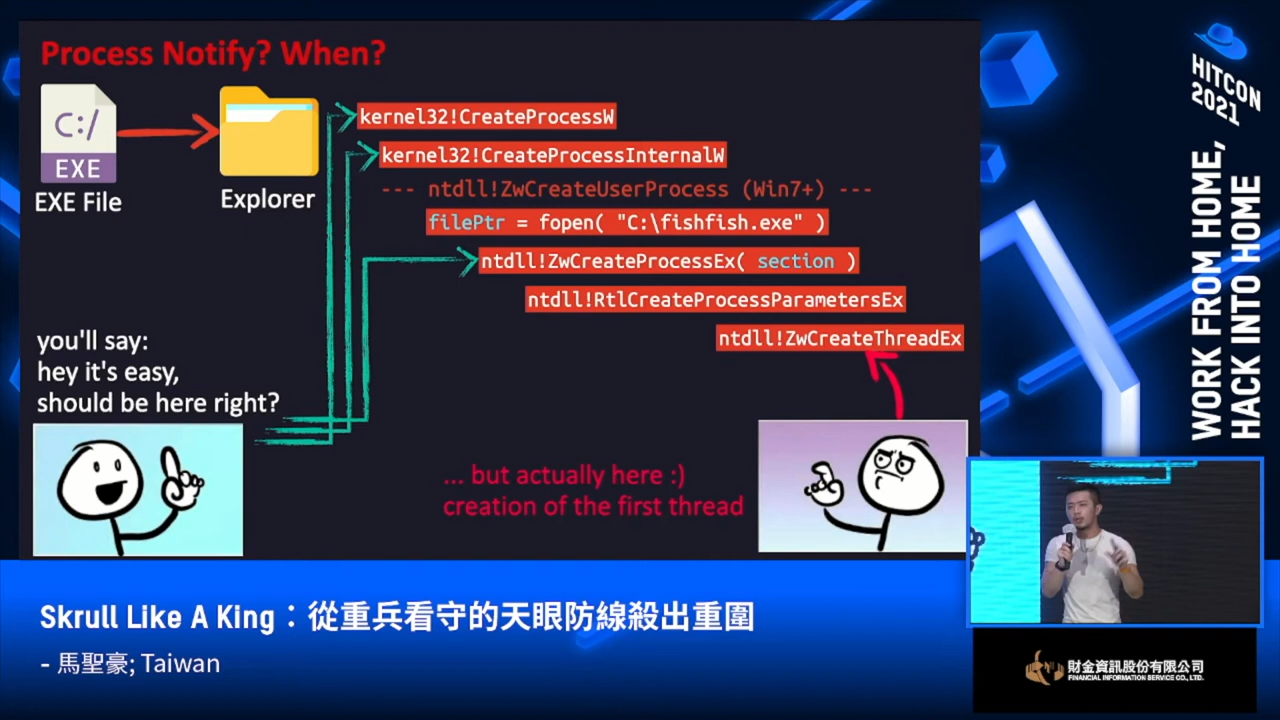 Process Notify? When?
C:/
EXE
EXE File
Explorer
kernel32!CreateProcessW
kernel32!CreateProcessInternalW
--- ntdll!ZwCreateUserProcess (Win7+) ---
filePtr = fopen( "C:\fishfish.exe" )
ntdll!ZwCreateProcessEx( section )
ntdll!RtlCreateProcessParametersEx
ntdll!ZwCreateThreadEx
you'll say:
hey it's easy,
should be here right?
... but actually here :)
creation of the first thread
HITCON
2021
WORK FROM HOME,
HACK INTO HOME
Skrull Like A King：從重兵看守的天眼防線殺出重圍
- 馬聖豪; Taiwan
財金資訊股份有限公司
FINANCIAL INFORMATION SERVICE CO., LTD.